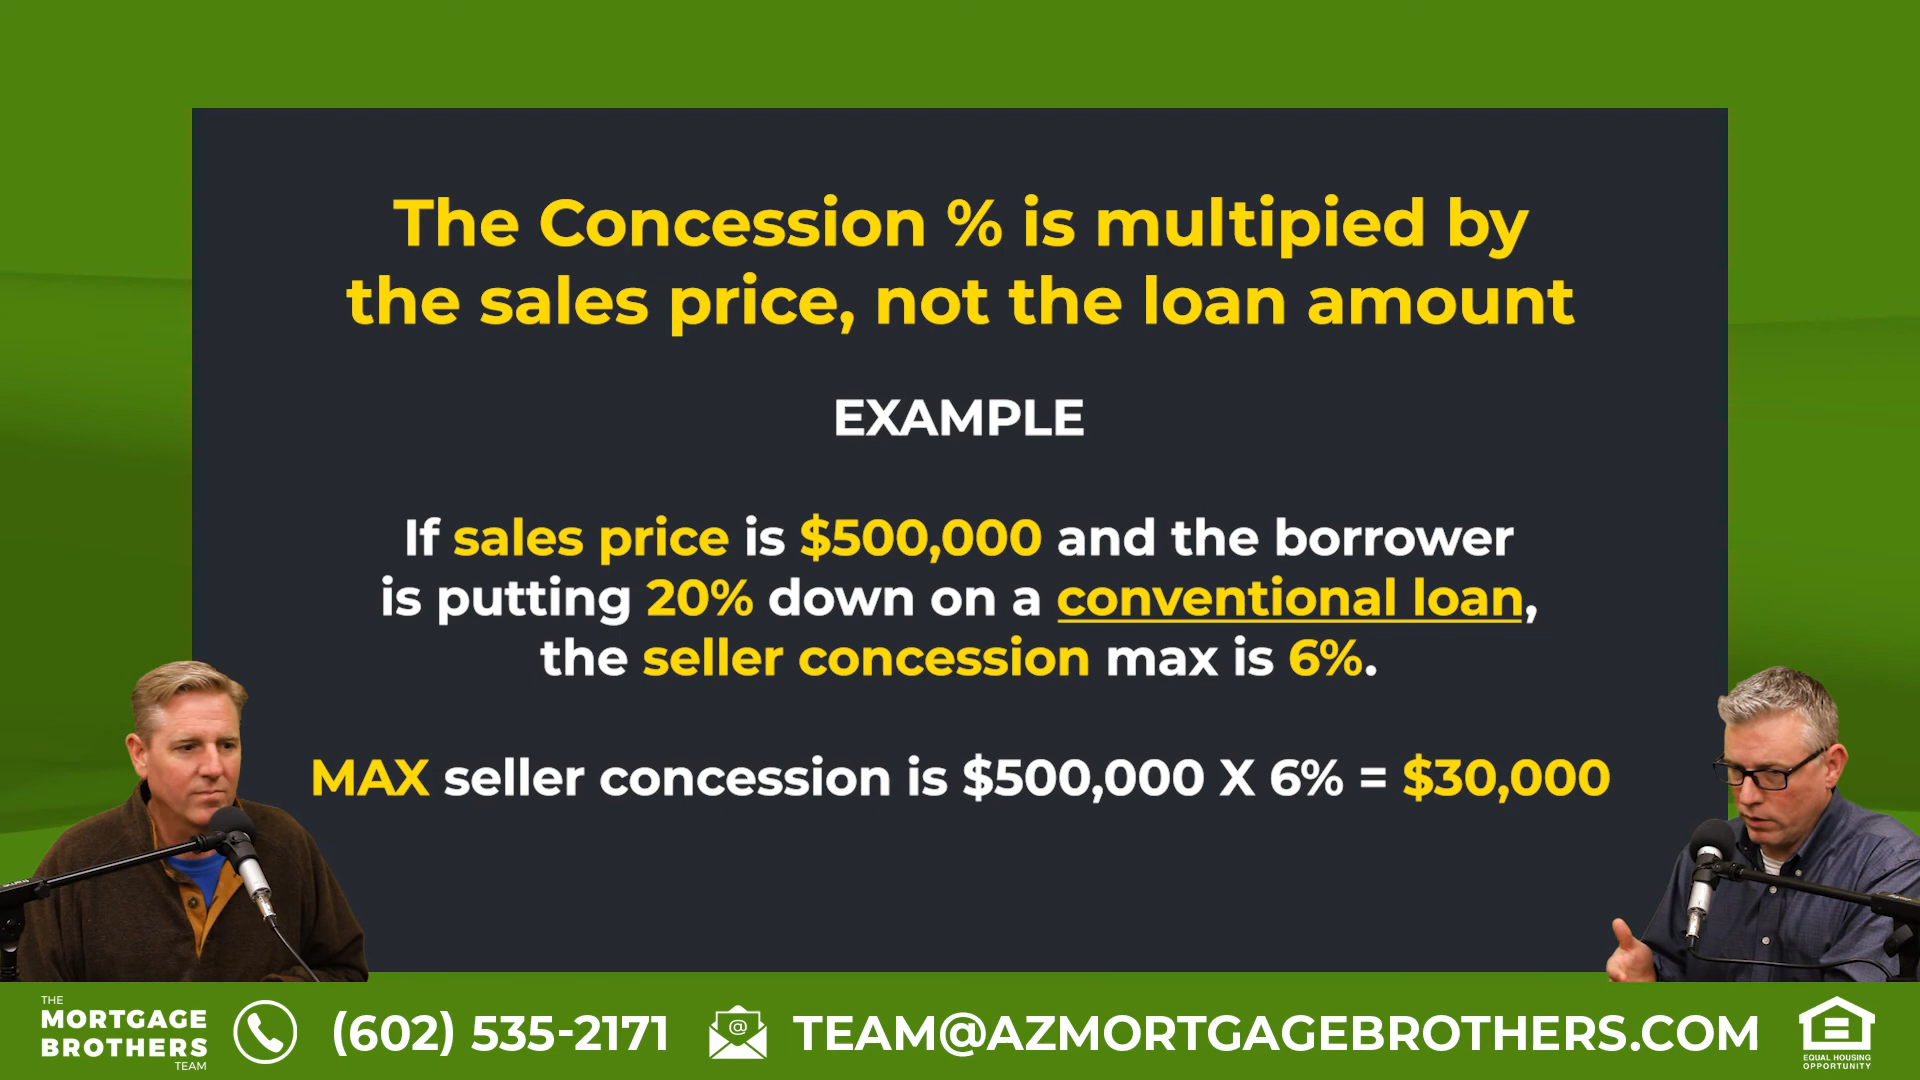 The Concession % is multipied by
the sales price, not the loan amount
EXAMPLE
If sales price is $500,000 and the borrower
is putting 20% down on a conventional loan,
the seller concession max is 6%.
MAX seller concession is $500,000 X 6% = $30,000
THE
MORTGAGE
BROTHERS
TEAM
(602) 535-2171
@
TEAM@AZMORTGAGEBROTHERS.COM
EQUAL HOUSING
OPPORTUNITY